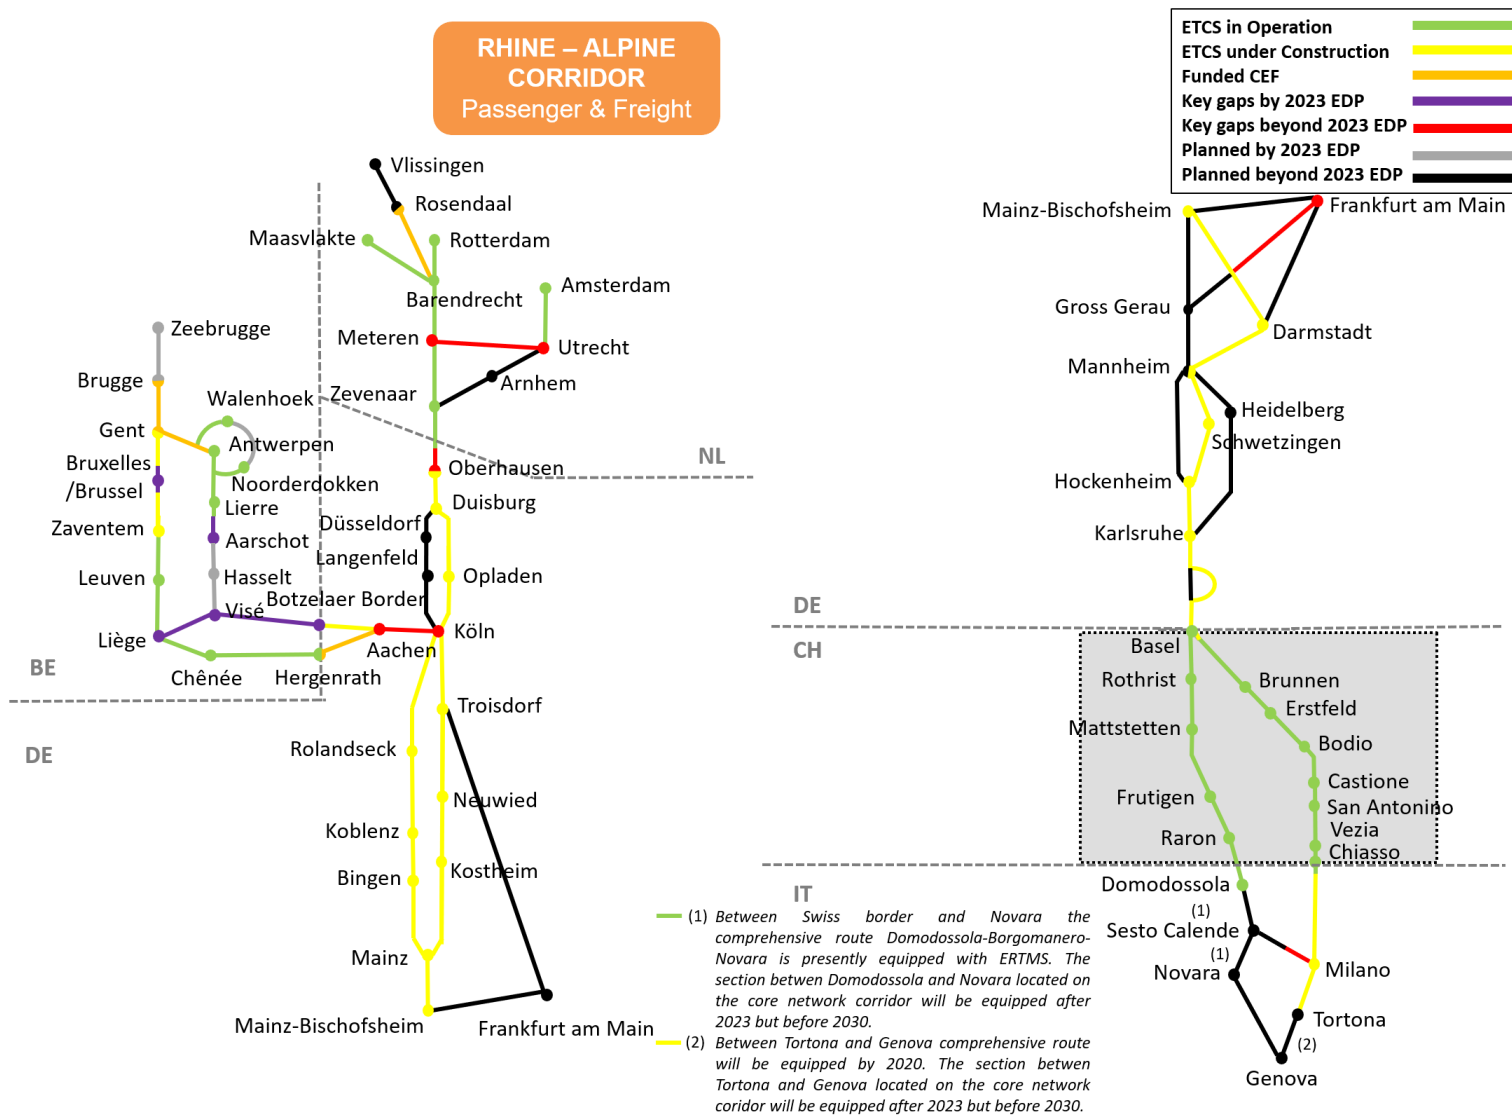 RHINE – ALPINE
CORRIDOR
Passenger & Freight
ETCS in Operation
ETCS under Construction
Funded CEF
Key gaps by 2023 EDP
Key gaps beyond 2023 EDP
Planned by 2023 EDP
Planned beyond 2023 EDP
Vlissingen
Rosendaal
Maasvlakte
Rotterdam
Barendrecht
Amsterdam
Meteren
Utrecht
Arnhem
Zevenaar
Zeebrugge
Brugge
Walenhoek
Gent
Antwerpen
Bruxelles
/Brussel
Noorderdokken
Lierre
Zaventem
Aarschot
Leuven
Hasselt
Visé
Botzelaer Border
Liège
Chênée
Hergenrath
Aachen
BE
DE
NL
Oberhausen
Duisburg
Düsseldorf
Langenfeld
Opladen
Köln
Troisdorf
Rolandseck
Neuwied
Koblenz
Kostheim
Bingen
Mainz
Mainz-Bischofsheim
Frankfurt am Main
Mainz-Bischofsheim
Frankfurt am Main
Gross Gerau
Darmstadt
Mannheim
Heidelberg
Schwetzingen
Hockenheim
Karlsruhe
DE
CH
Basel
Rothrist
Brunnen
Erstfeld
Mattstetten
Bodio
Castione
Frutigen
San Antonino
Vezia
Raron
Chiasso
IT
Domodossola
(1)
Sesto Calende
(1)
Novara
Milano
Tortona
(2)
Genova
(1) Between Swiss border and Novara the
comprehensive route Domodossola-Borgomanero-
Novara is presently equipped with ERTMS. The
section betwen Domodossola and Novara located on
the core network corridor will be equipped after
2023 but before 2030.
(2) Between Tortona and Genova comprehensive route
will be equipped by 2020. The section betwen
Tortona and Genova located on the core network
coridor will be equipped after 2023 but before 2030.